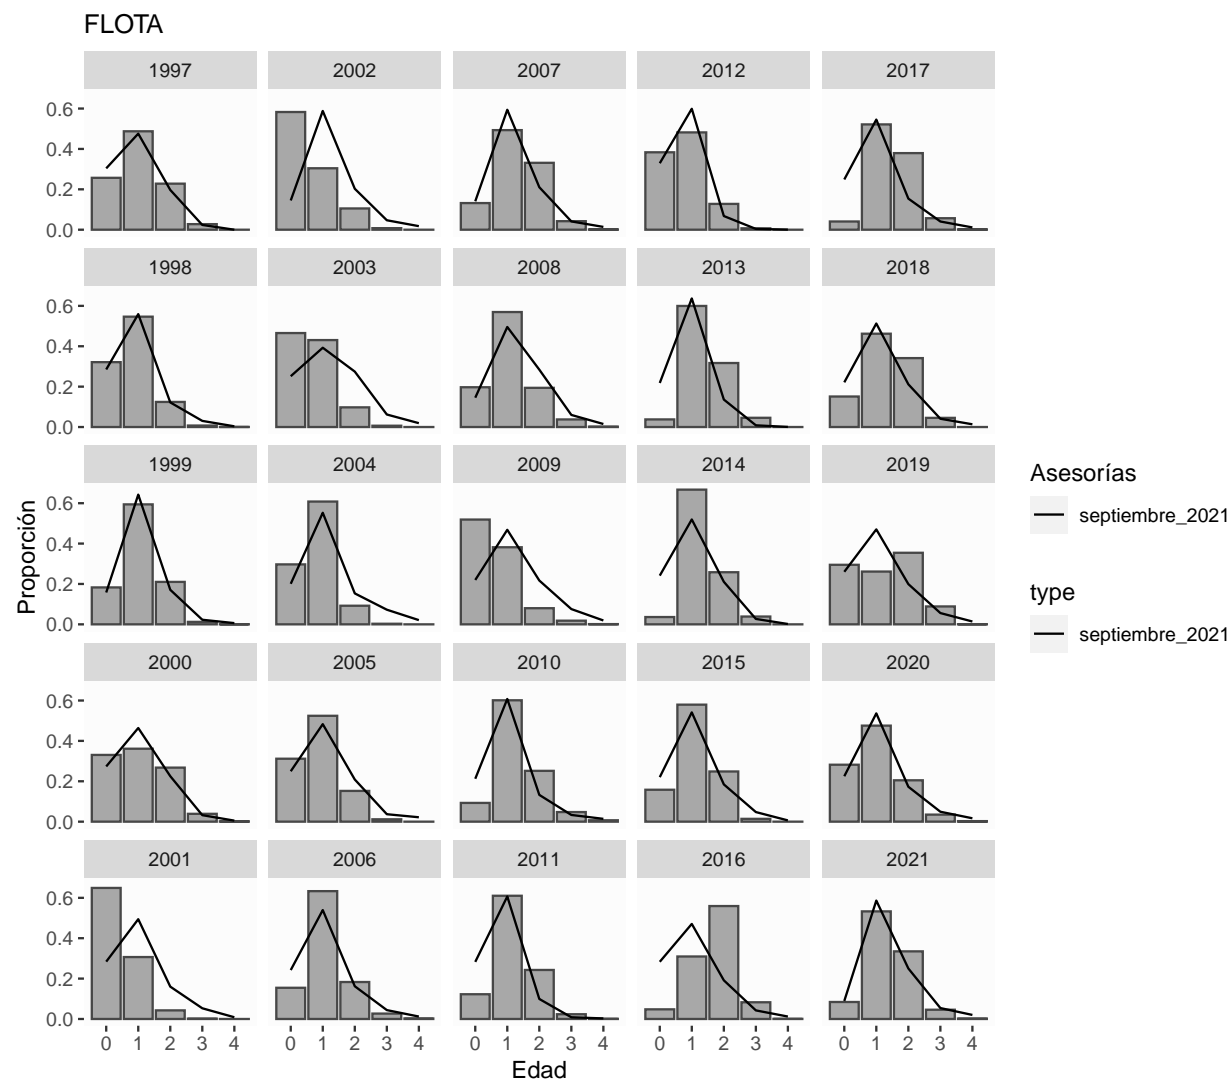 FLOTA
1997 2002 2007 2012 2017
0.6
0.4
0.2
0.0
1998 2003 2008 2013 2018
0.6
0.4
0.2
0.0
1999 2004 2009 2014 2019
0.6
0.4
0.2
0.0
2000 2005 2010 2015 2020
0.6
0.4
0.2
0.0
2001 2006 2011 2016 2021
0.6
0.4
0.2
0.0
0 1 2 3 4 0 1 2 3 4 0 1 2 3 4 0 1 2 3 4 0 1 2 3 4
Edad
Proporción
Asesorías
septiembre_2021
type
septiembre_2021